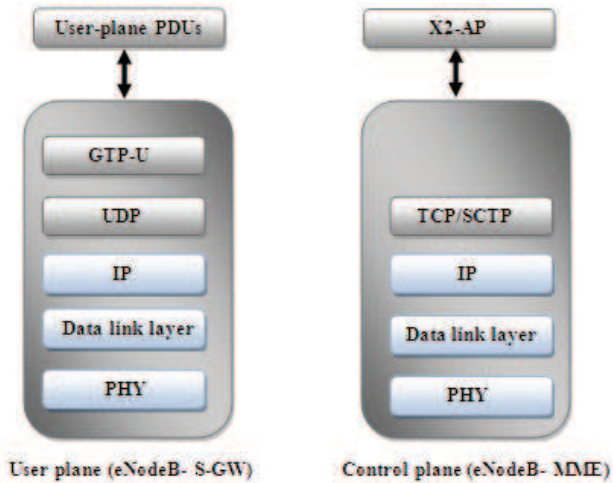 User-plane PDUs
GTP-U
UDP
IP
Data link layer
PHY
User plane (eNodeB- S-GW)
X2-AP
TCP/SCTP
IP
Data link layer
PHY
Control plane (eNodeB- MME)